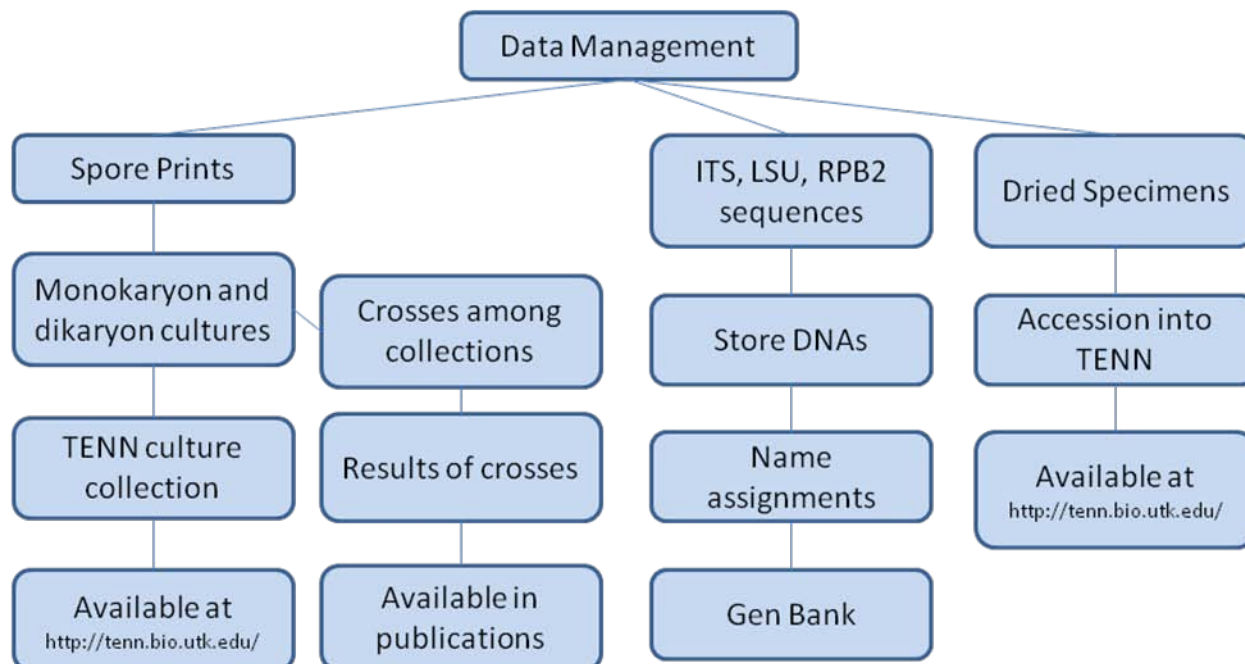 Data Management
Spore Prints
Monokaryon and
dikaryon cultures
TENN culture
collection
Available at
http://tenn.bio.utk.edu/
Crosses among
collections
Results of crosses
Available in
publications
ITS, LSU, RPB2
sequences
Store DNAs
Name
assignments
Gen Bank
Dried Specimens
Accession into
TENN
Available at
http://tenn.bio.utk.edu/